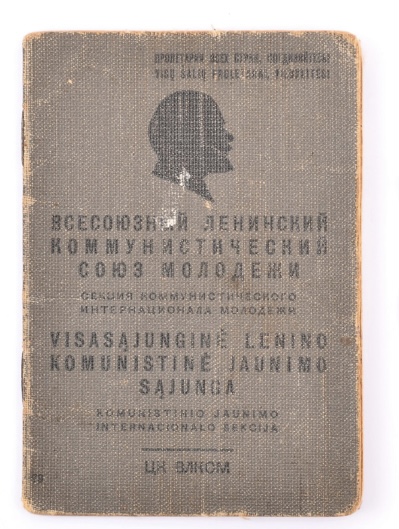 ПРОЛЕТАРИИ ВСЕХ СТРАН, СОЕДИНЯЙТЕСЬ!
VISŲ ŠALIŲ PROLETARAI, VIENYKITĖS!
ВСЕСОЮЗНЫЙ ЛЕНИНСКИЙ
КОММУНИСТИЧЕСКИЙ
СОЮЗ МОЛОДЕЖИ
СЕКЦИЯ КОММУНИСТИЧЕСКОГО
ИНТЕРНАЦИОНАЛА МОЛОДЕЖИ
VISASĄJUNGINĖ LENINO
KOMUNISTINĖ JAUNIMO
SĄJUNGA
KOMUNISTINIO JAUNIMO
INTERNACIONALO SEKCIJA
ЦК ВЛКСМ